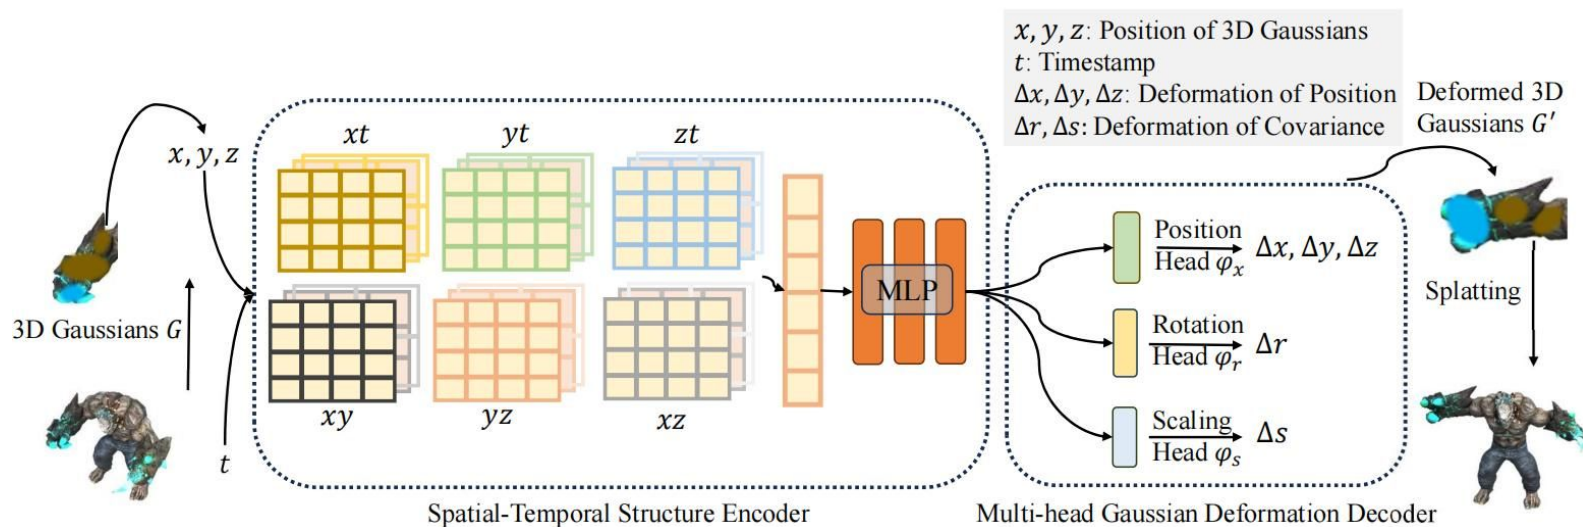 x, y, z: Position of 3D Gaussians
t: Timestamp
Δx, Δy, Δz: Deformation of Position
Δr, Δs: Deformation of Covariance
Deformed 3D
Gaussians G′
x, y, z
xt
yt
zt
3D Gaussians G
t
xy
yz
xz
MLP
Position
Head φₓ
Δx, Δy, Δz
Rotation
Head φᵣ
Δr
Scaling
Head φₛ
Δs
Splatting
Spatial-Temporal Structure Encoder
Multi-head Gaussian Deformation Decoder